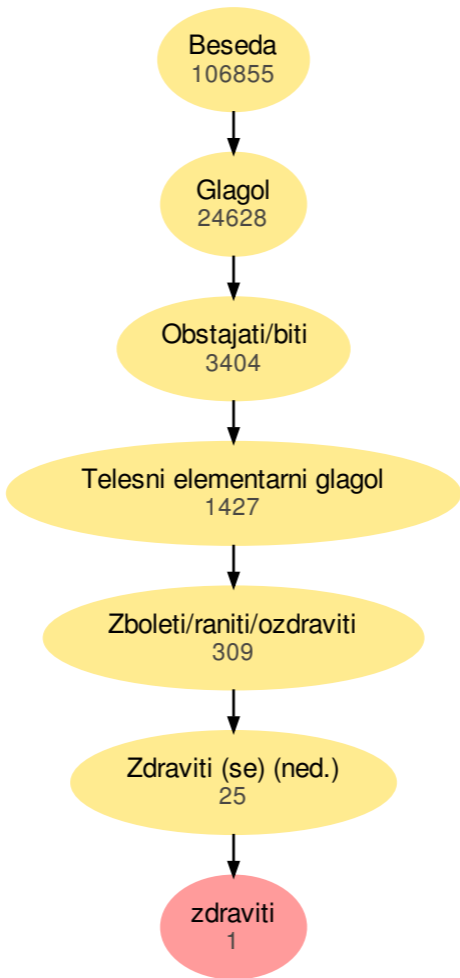 Beseda
106855
Glagol
24628
Obstajati/biti
3404
Telesni elementarni glagol
1427
Zboleti/raniti/ozdraviti
309
Zdraviti (se) (ned.)
25
zdraviti
1